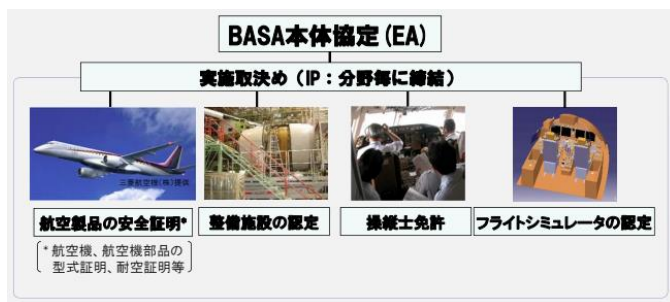 BASA本体協定(EA)
実施取決め（IP：分野毎に締結）
三菱航空機(株)提供
航空製品の安全証明*
整備施設の認定
操縦士免許
フライトシミュレータの認定
*航空機、航空機部品の
型式証明、耐空証明等